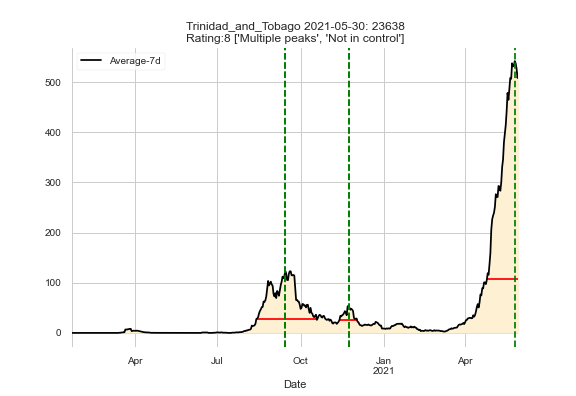 Trinidad_and_Tobago 2021-05-30: 23638
Rating:8 ['Multiple peaks', 'Not in control']
Average-7d
500
400
300
200
100
0
Apr
Jul
Oct
Jan
2021
Apr
Date